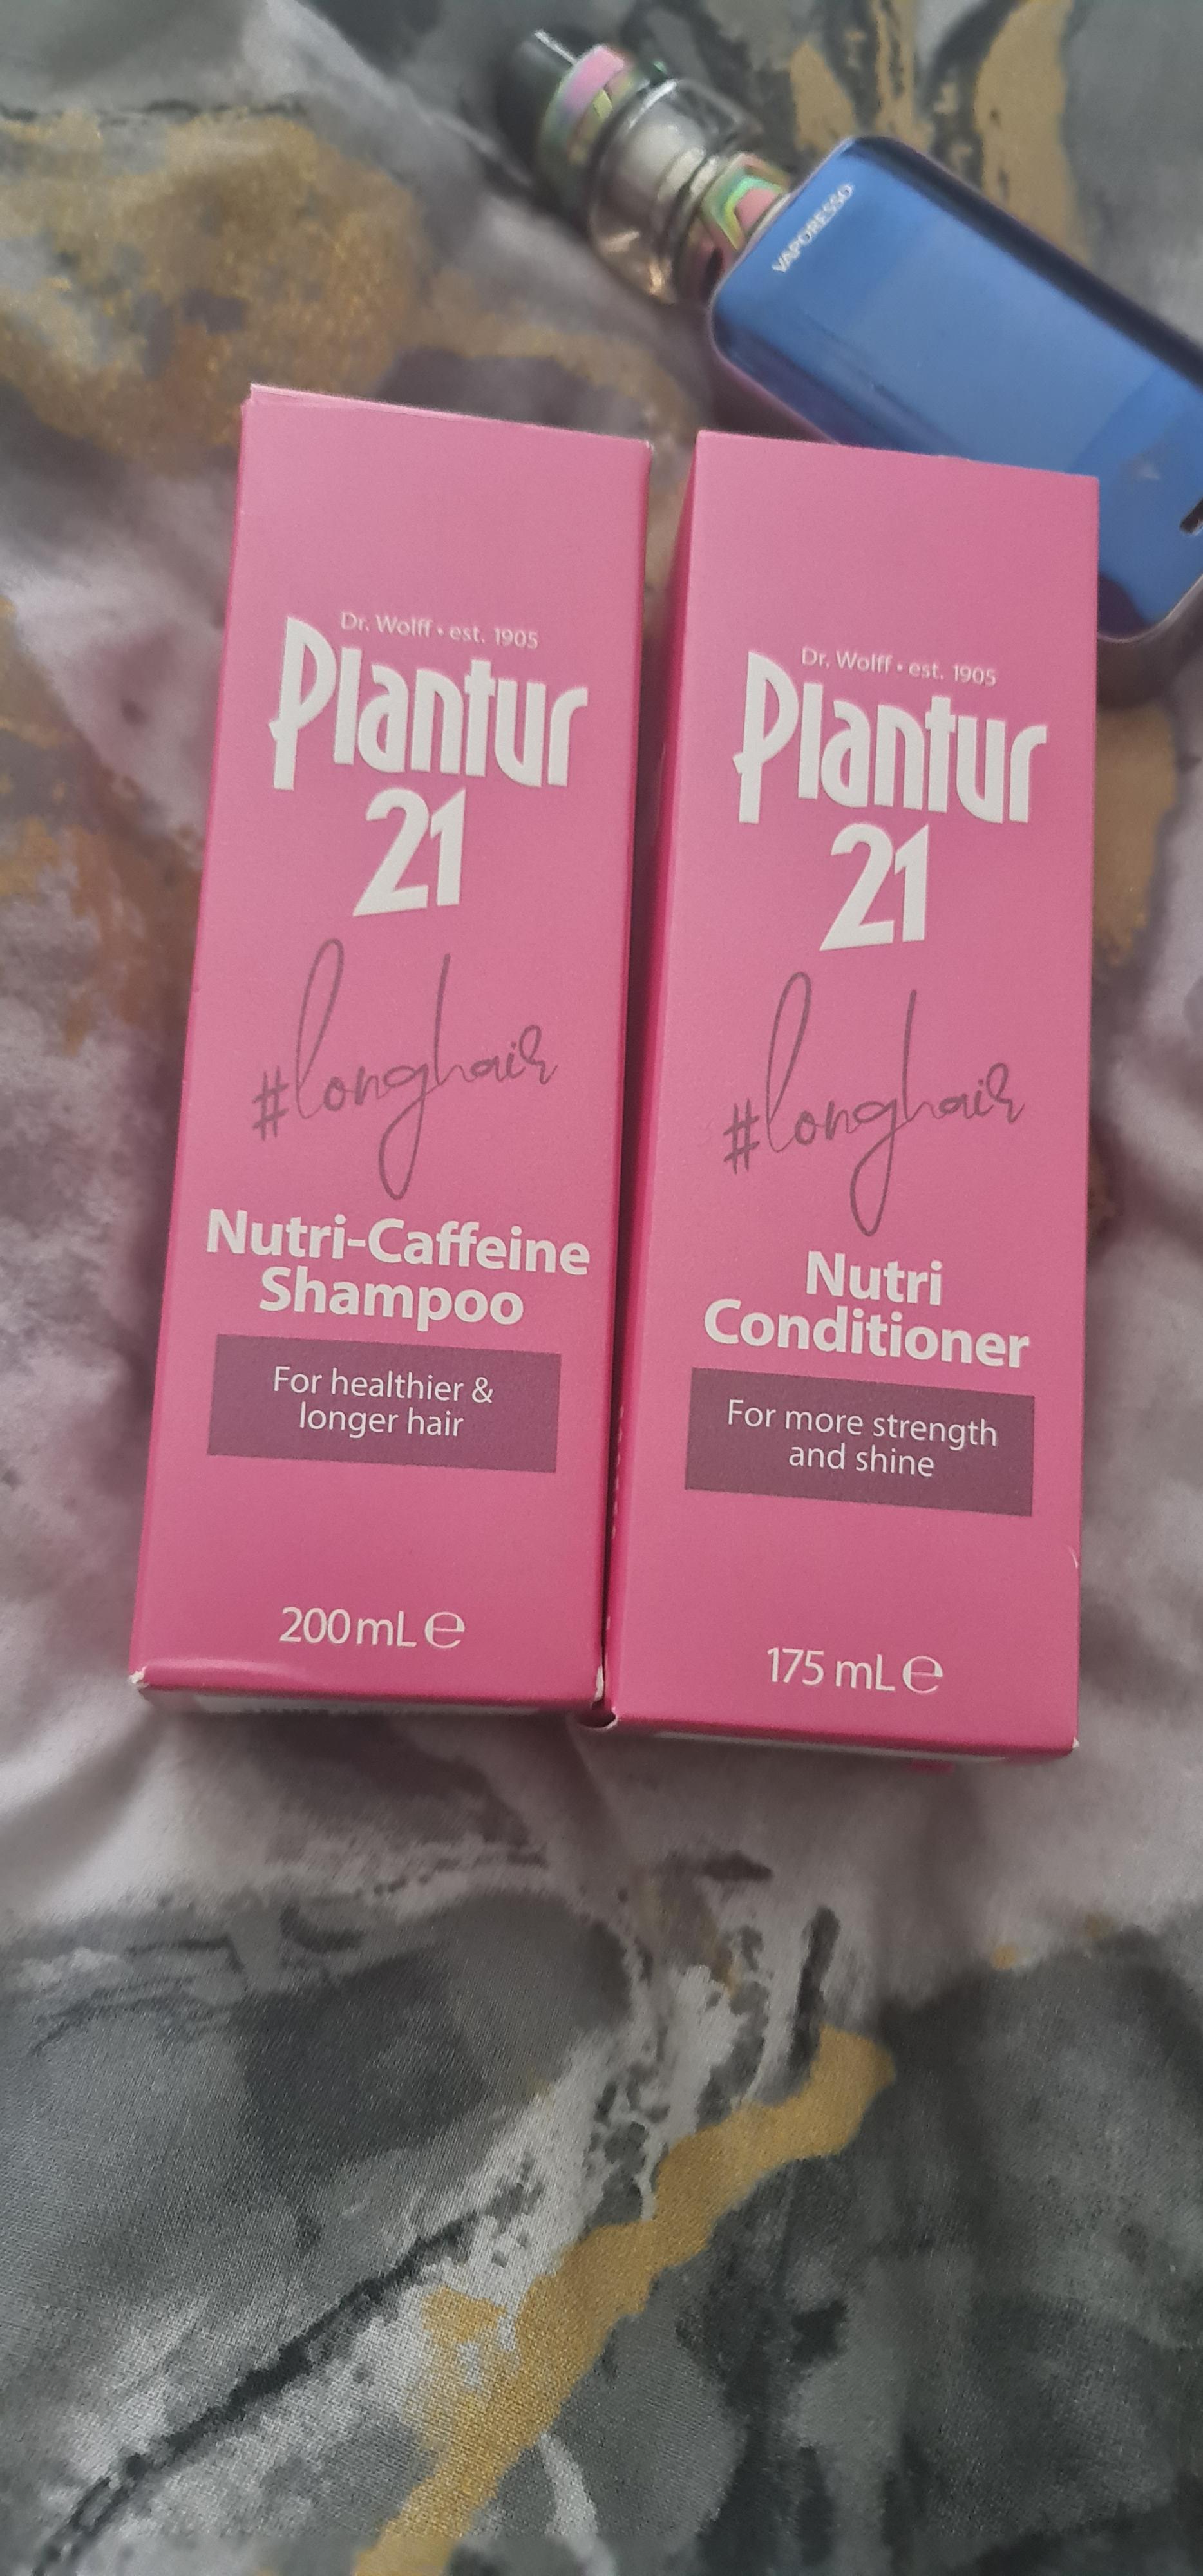 VAPORESSO
Dr. Wolff • est. 1905
Plantur
21
#longhair
Nutri-Caffeine
Shampoo
For healthier &
longer hair
200mL ℮
Dr. Wolff • est. 1905
Plantur
21
#longhair
Nutri
Conditioner
For more strength
and shine
175 mL ℮